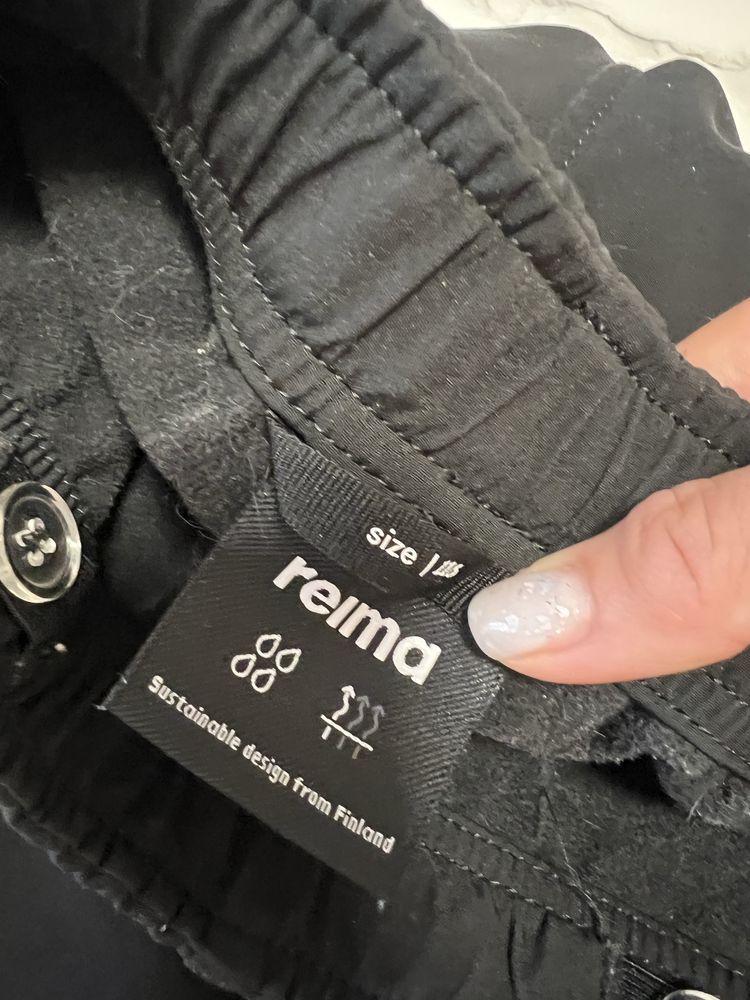 size
reima
Sustainable design from Finland